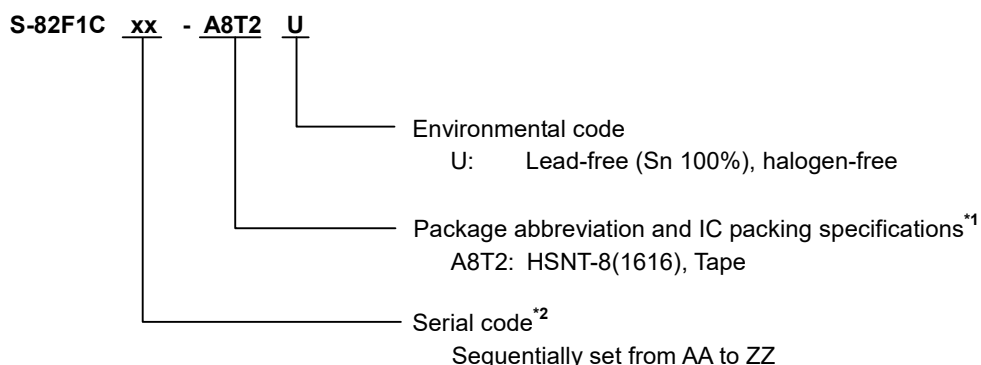 S-82F1C xx - A8T2 U
Environmental code
U: Lead-free (Sn 100%), halogen-free
Package abbreviation and IC packing specifications*1
A8T2: HSNT-8(1616), Tape
Serial code*2
Sequentially set from AA to ZZ